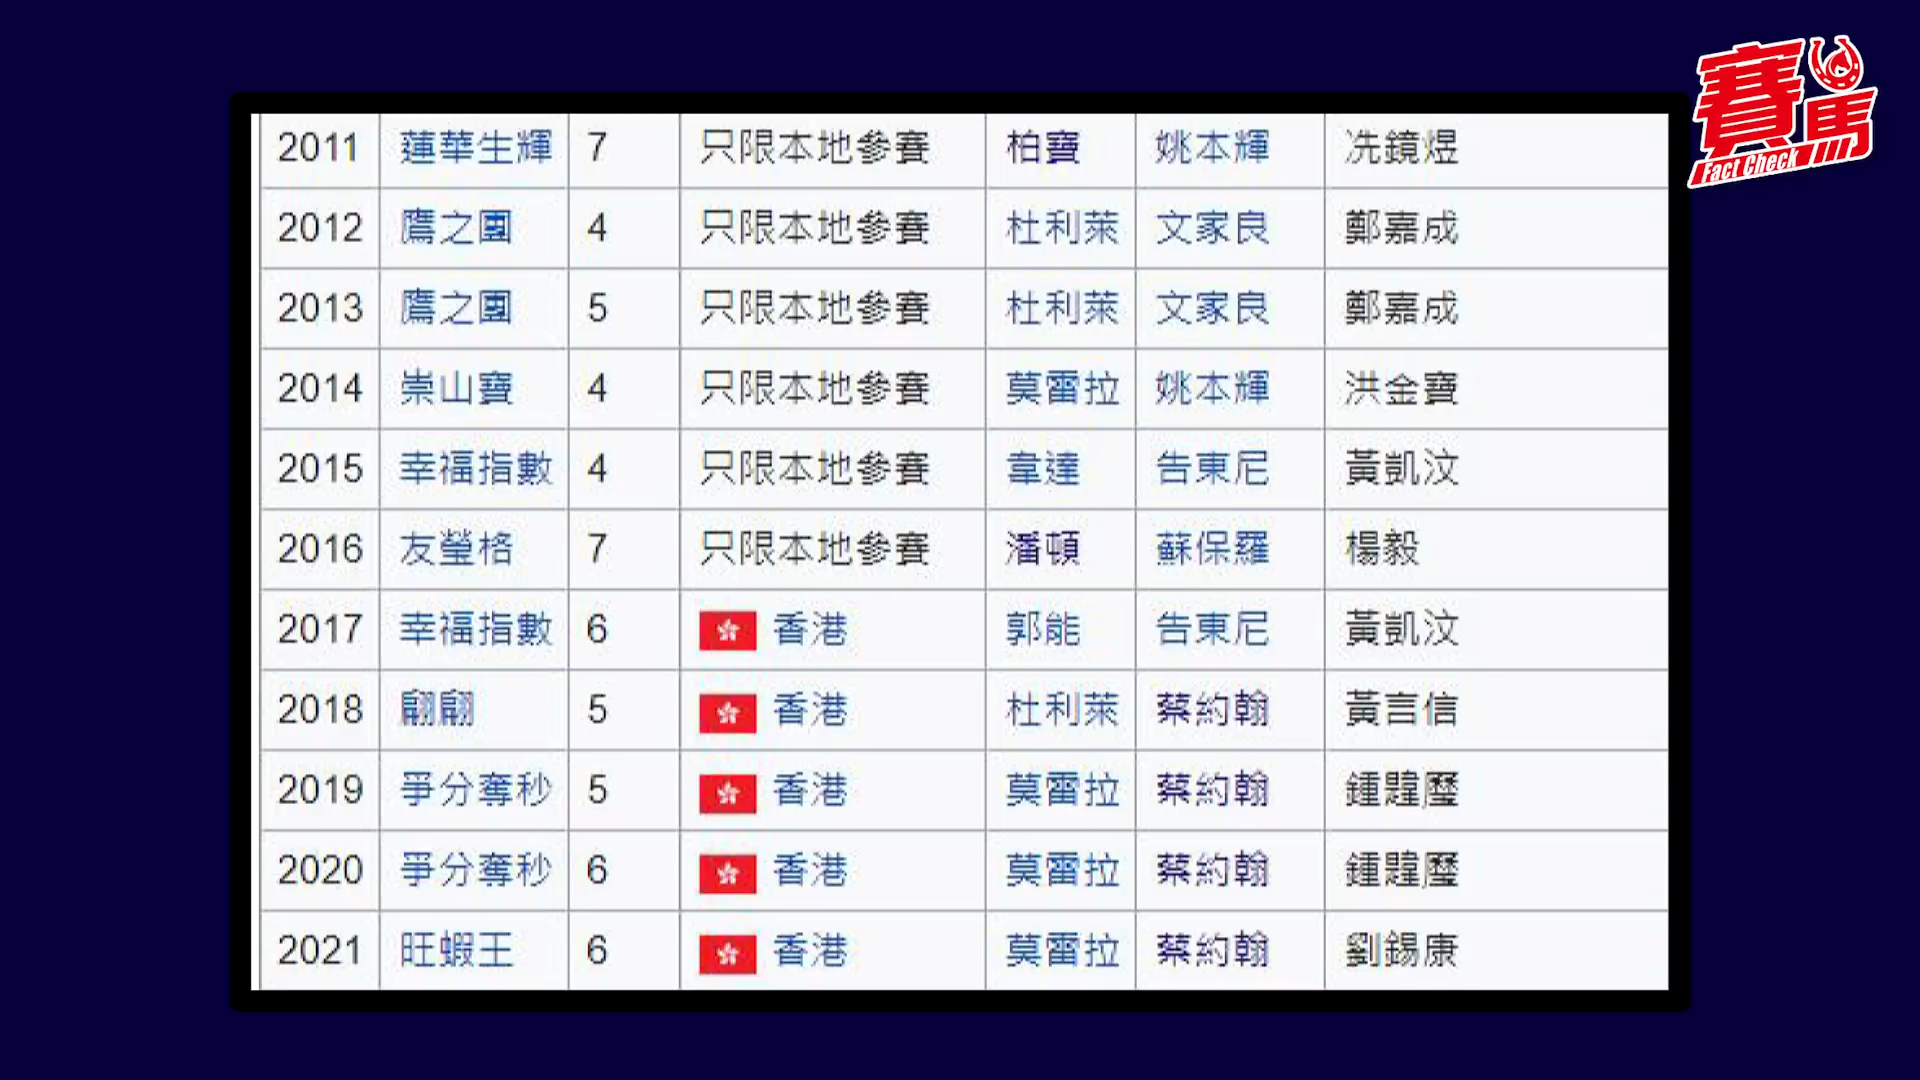 賽馬
Fact Check
2011 蓮華生輝 7 只限本地參賽 柏寶 姚本輝 冼鏡煜
2012 鷹之團 4 只限本地參賽 杜利萊 文家良 鄭嘉成
2013 鷹之團 5 只限本地參賽 杜利萊 文家良 鄭嘉成
2014 崇山寶 4 只限本地參賽 莫雷拉 姚本輝 洪金寶
2015 幸福指數 4 只限本地參賽 韋達 告東尼 黃凱汶
2016 友瑩格 7 只限本地參賽 潘頓 蘇保羅 楊毅
2017 幸福指數 6 香港 郭能 告東尼 黃凱汶
2018 翩翩 5 香港 杜利萊 蔡約翰 黃言信
2019 爭分奪秒 5 香港 莫雷拉 蔡約翰
2020 爭分奪秒 6 香港 莫雷拉 蔡約翰
2021 旺蝦王 6 香港 莫雷拉 蔡約翰 劉錫康